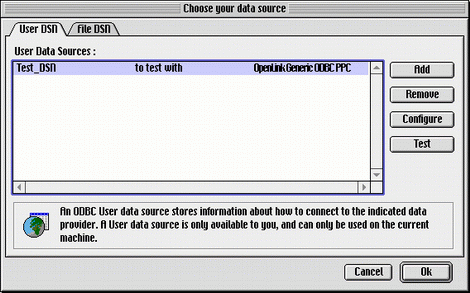 Choose your data source
User DSN File DSN
User Data Sources :
Test_DSN to test with OpenLink Generic ODBC PPC
Add
Remove
Configure
Test
An ODBC User data source stores information about how to connect to the indicated data
provider. A User data source is only available to you, and can only be used on the current
machine.
Cancel Ok